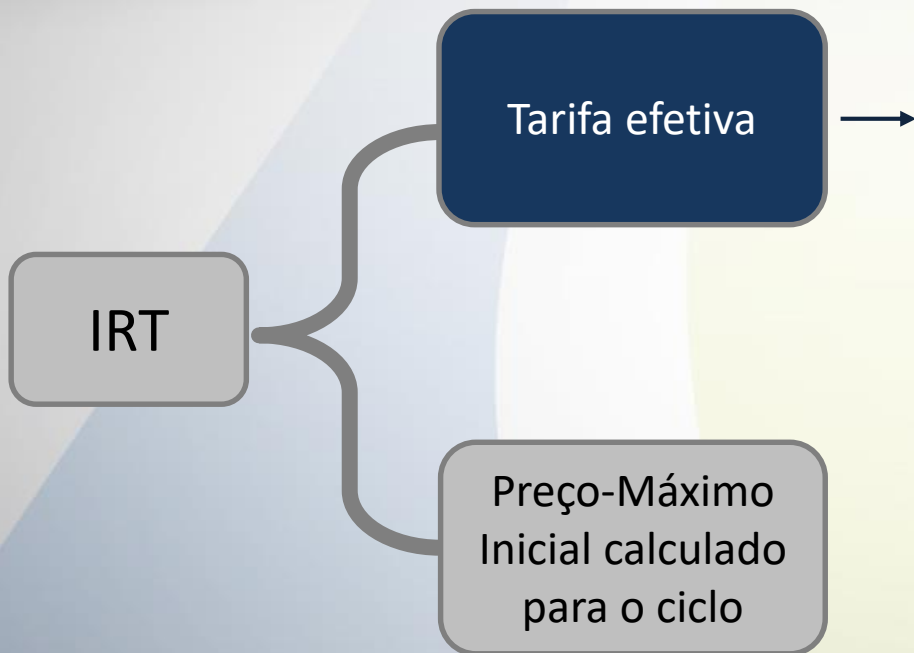 Tarifa efetiva
IRT
Preço-Máximo
Inicial calculado
para o ciclo